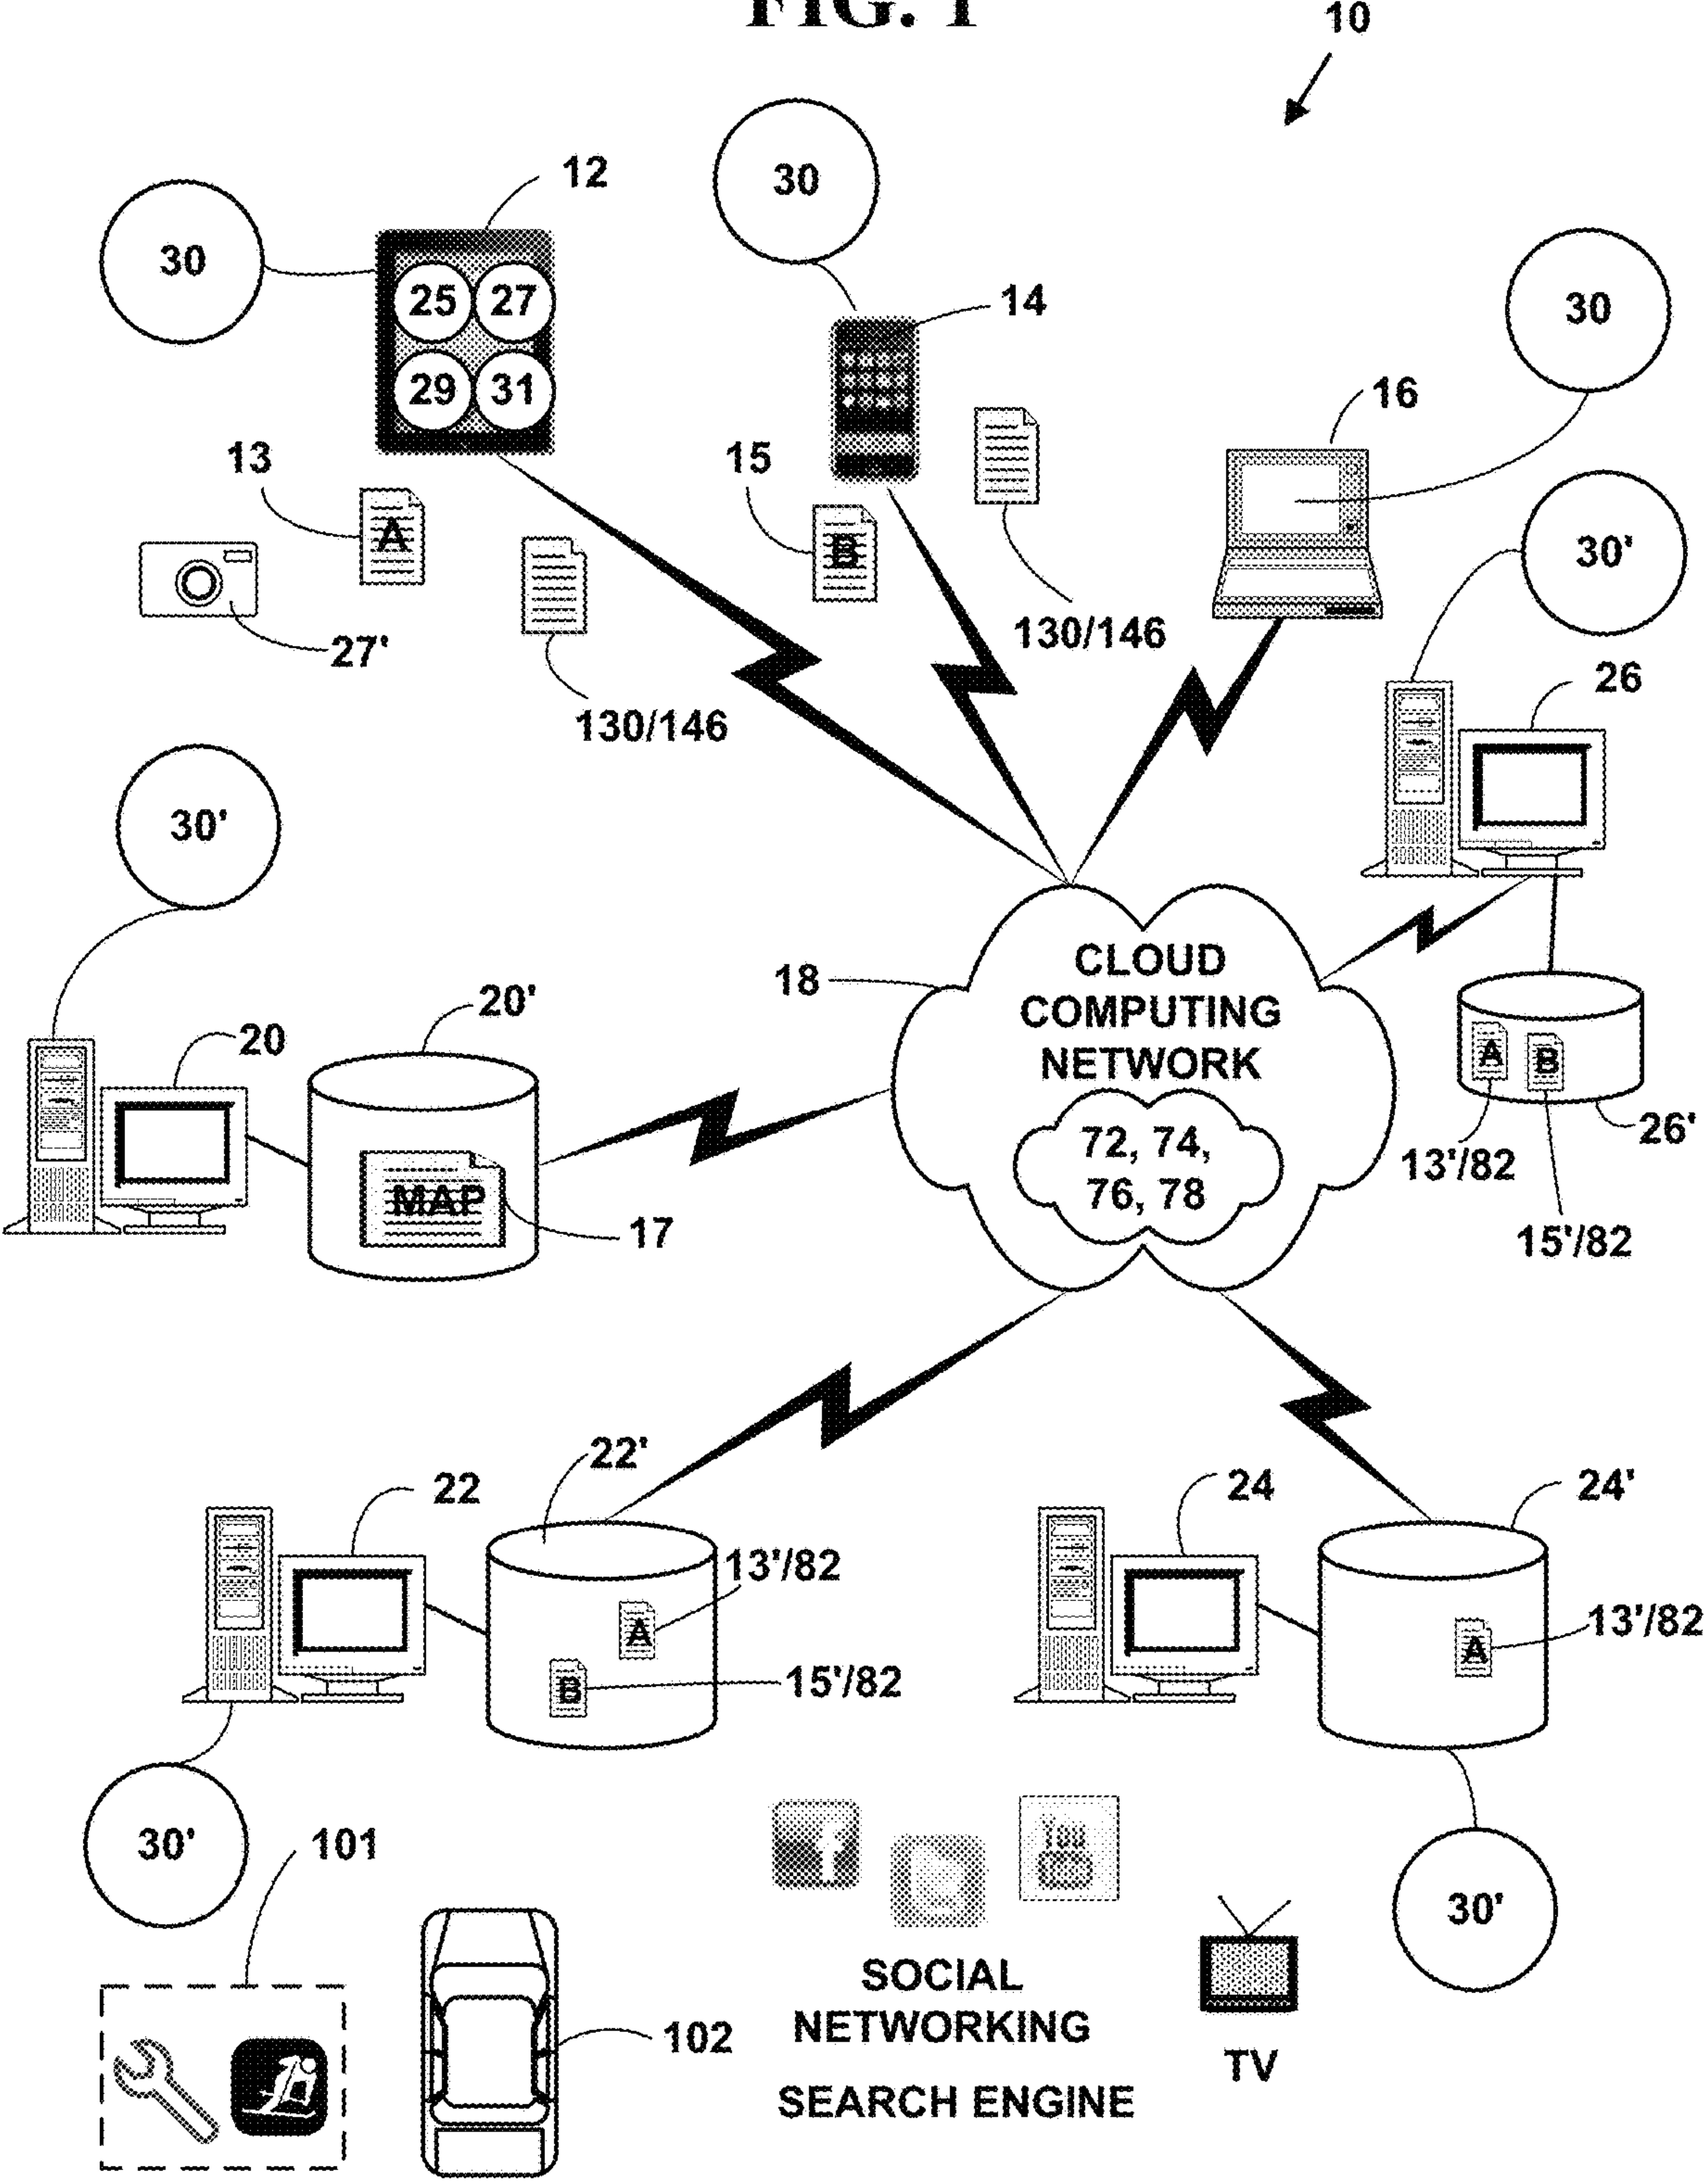 FIG. 1
10
12
30
30
25 27
29 31
14
30
16
13
A
15
B
27'
130/146
130/146
30'
26
30'
18
CLOUD
COMPUTING
NETWORK
72, 74,
76, 78
20'
20
MAP
17
A B
26'
13'/82
15'/82
22'
22
13'/82
A
B
15'/82
24
24'
A
13'/82
30'
101
f
You
30'
102
SOCIAL
NETWORKING
SEARCH ENGINE
TV